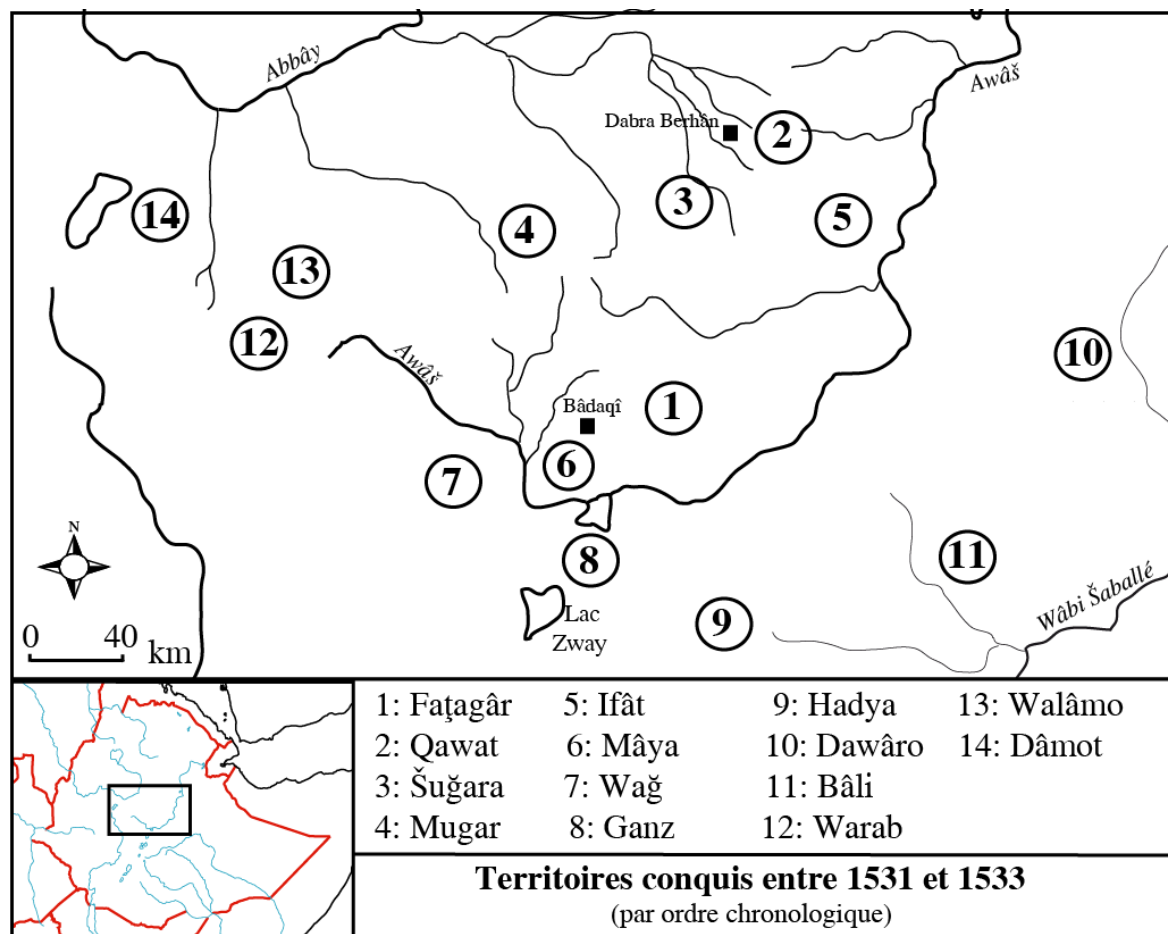 Abbây
Awâš
Dabra Berhân
2
3
5
14
4
13
12
10
Awâš
Bâdaqî
1
6
7
N
8
11
Wâbi Šaballé
0 40 km
Lac
Zway
9
1: Faţagâr 5: Ifât 9: Hadya 13: Walâmo
2: Qawat 6: Mâya 10: Dawâro 14: Dâmot
3: Šuğara 7: Wağ 11: Bâli
4: Mugar 8: Ganz 12: Warab
Territoires conquis entre 1531 et 1533
(par ordre chronologique)